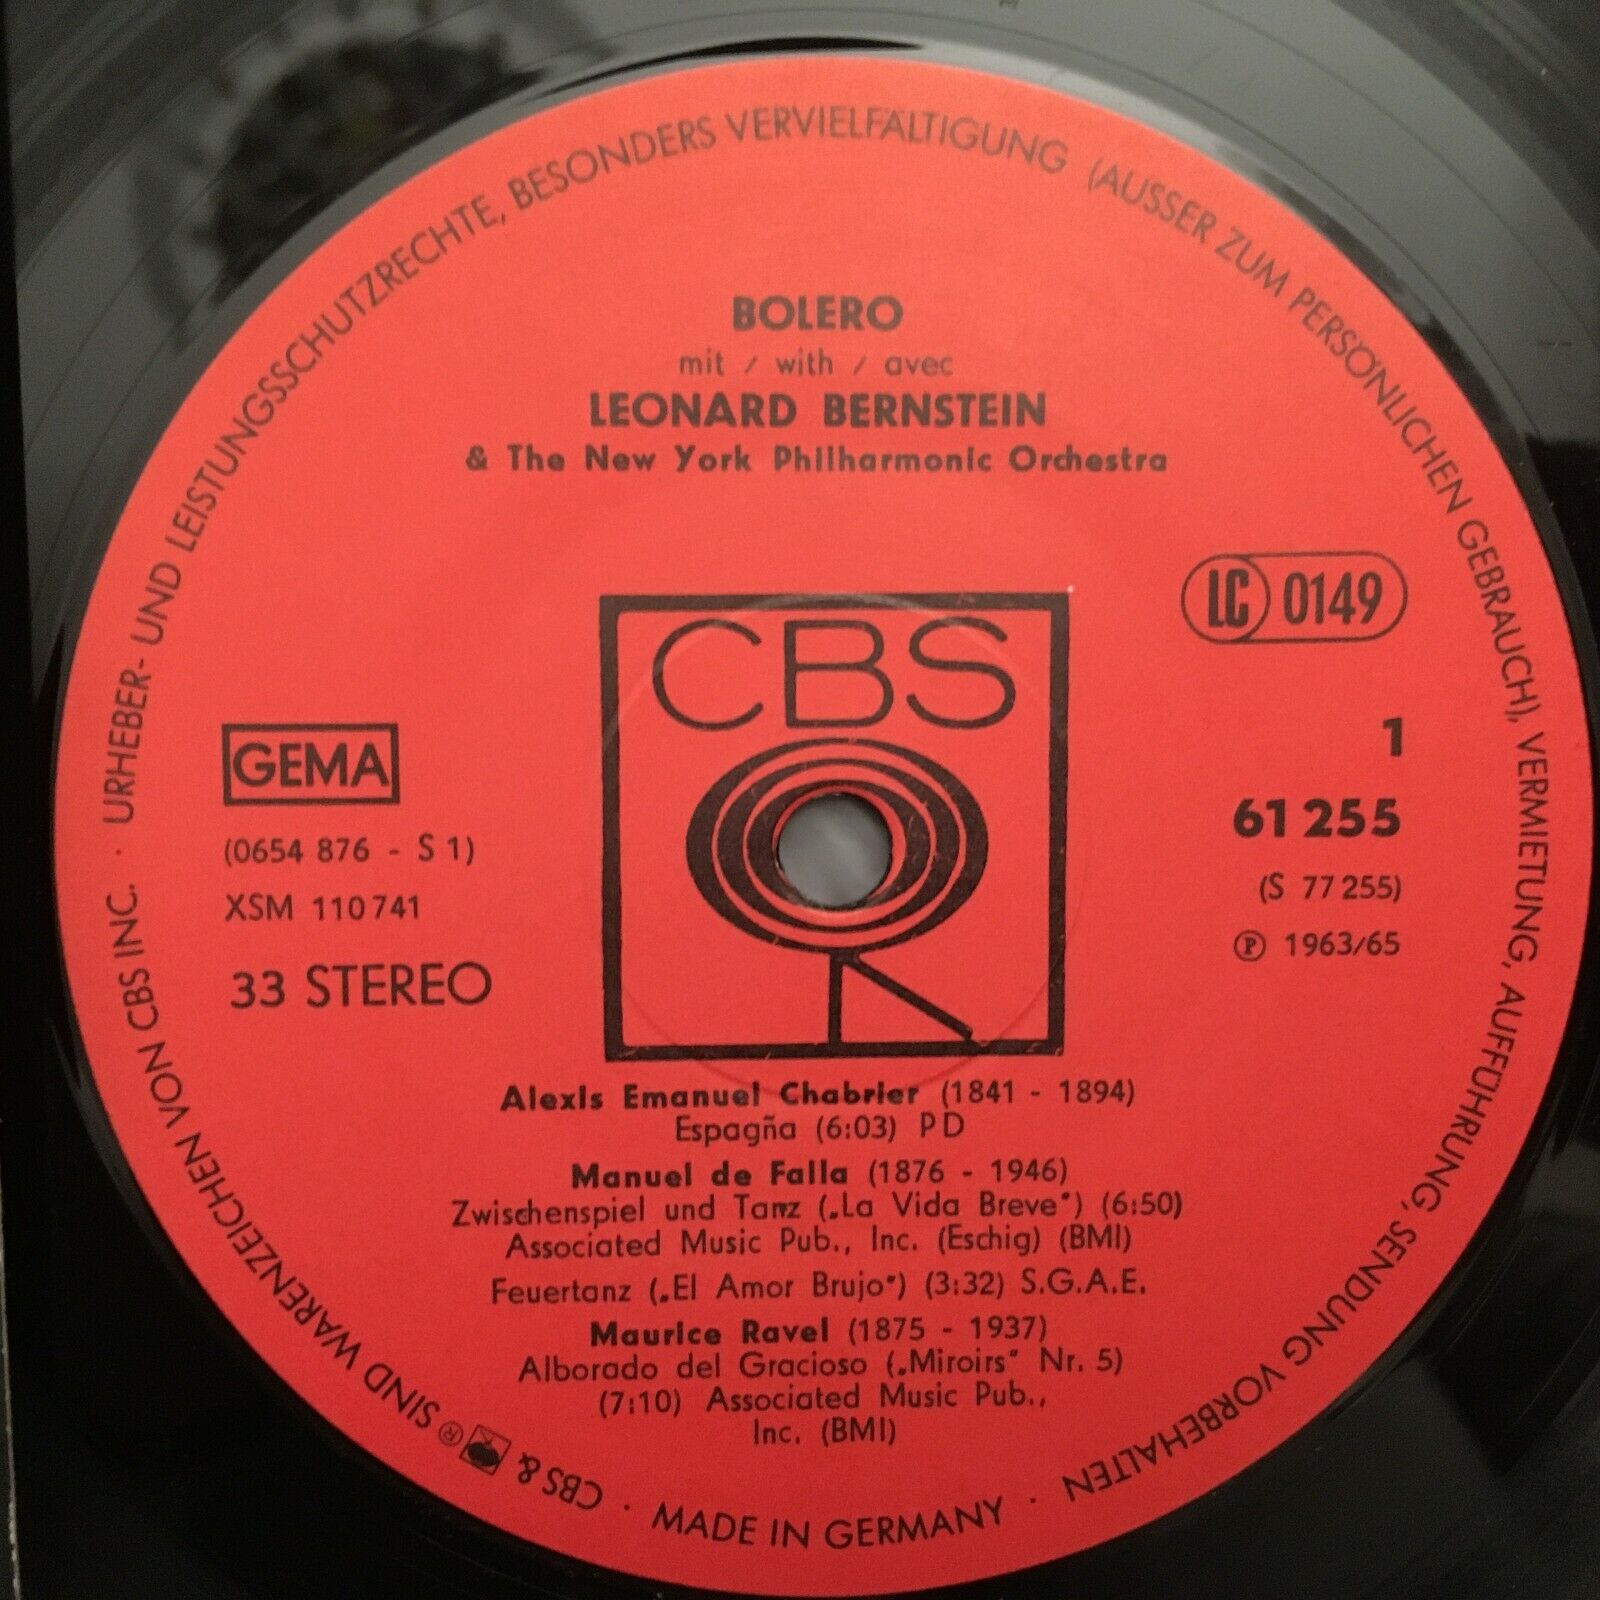 URHEBER- UND LEISTUNGSSCHUTZRECHTE, BESONDERS VERVIELFÄLTIGUNG (AUSSER ZUM PERSÖNLICHEN GEBRAUCH), VERMIETUNG, AUFFÜHRUNG, SENDUNG VORBEHALTEN · MADE IN GERMANY · CBS & ® SIND WARENZEICHEN VON CBS INC. ·
BOLERO
mit / with / avec
LEONARD BERNSTEIN
& The New York Philharmonic Orchestra
LC 0149
CBS
GEMA
(0654 876 - S 1)
XSM 110 741
33 STEREO
1
61 255
(S 77 255)
Ⓟ 1963/65
Alexis Emanuel Chabrier (1841 - 1894)
Espagña (6:03) PD
Manuel de Falla (1876 - 1946)
Zwischenspiel und Tanz („La Vida Breve") (6:50)
Associated Music Pub., Inc. (Eschig) (BMI)
Feuertanz („El Amor Brujo") (3:32) S.G.A.E.
Maurice Ravel (1875 - 1937)
Alborado del Gracioso („Miroirs" Nr. 5)
(7:10) Associated Music Pub.,
Inc. (BMI)